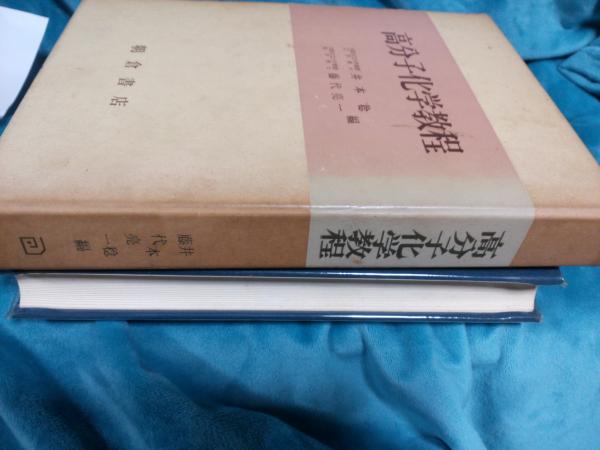 高分子化学教程
井本稔
藤代亮一 編
朝倉書店
高分子化学教程
井本稔
藤代亮一
編